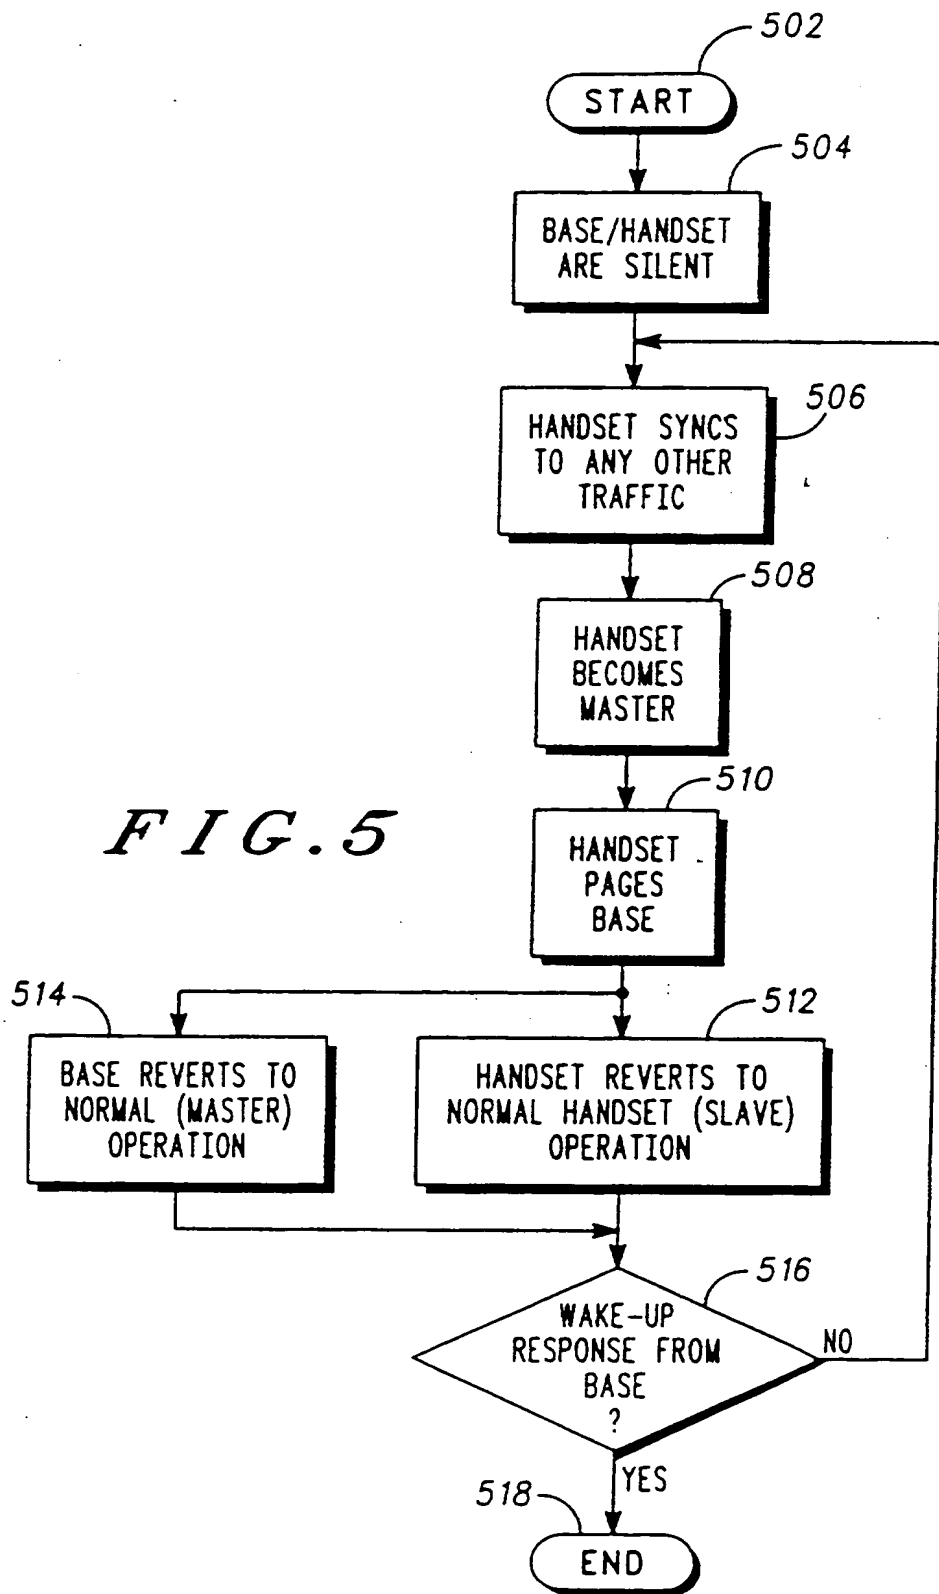 502
START
504
BASE/HANDSET
ARE SILENT
506
HANDSET SYNCS
TO ANY OTHER
TRAFFIC
508
HANDSET
BECOMES
MASTER
510
FIG.5
HANDSET
PAGES
BASE
514
512
BASE REVERTS TO
NORMAL (MASTER)
OPERATION
HANDSET REVERTS TO
NORMAL HANDSET (SLAVE)
OPERATION
516
WAKE-UP
RESPONSE FROM
BASE
?
NO
YES
518
END